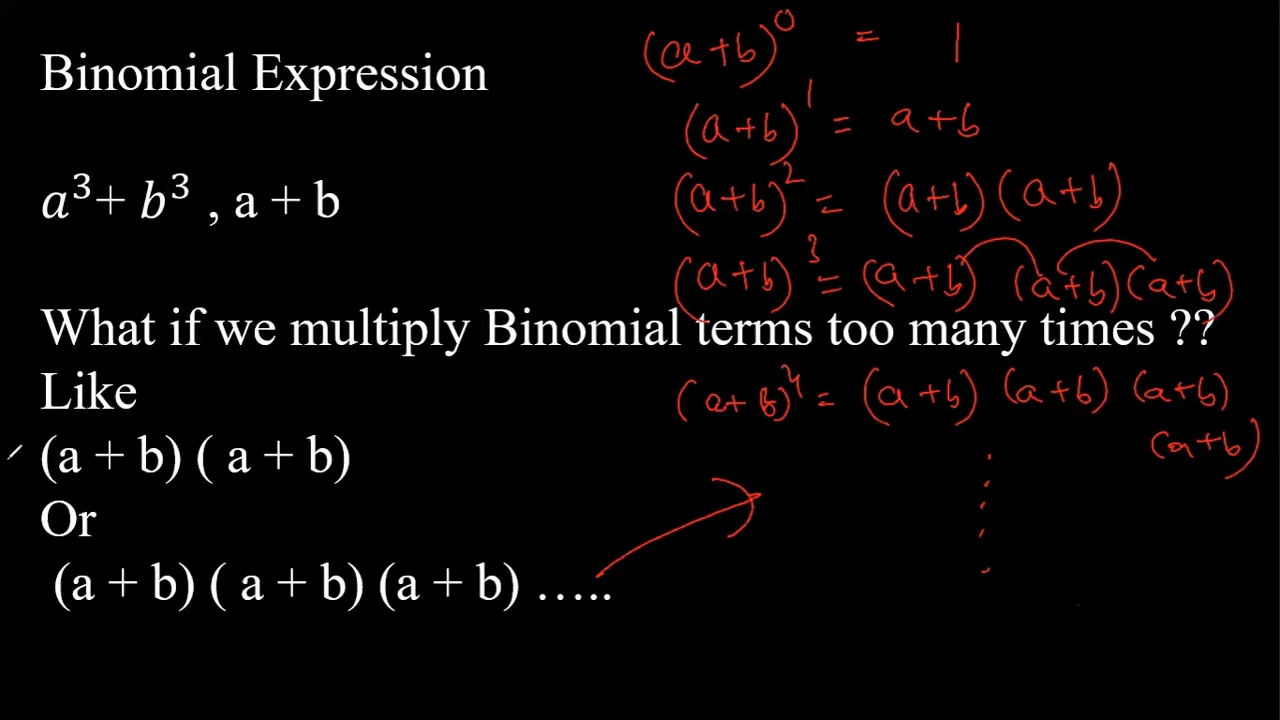 Binomial Expression
a³+ b³ , a + b
What if we multiply Binomial terms too many times ??
Like
(a + b) ( a + b)
Or
(a + b) ( a + b) (a + b) …..
(a+b)⁰ = 1
(a+b)¹ = a+b
(a+b)² = (a+b) (a+b)
(a+b)³ = (a+b) (a+b)(a+b)
(a+b)⁴ = (a+b) (a+b) (a+b)
(a+b)